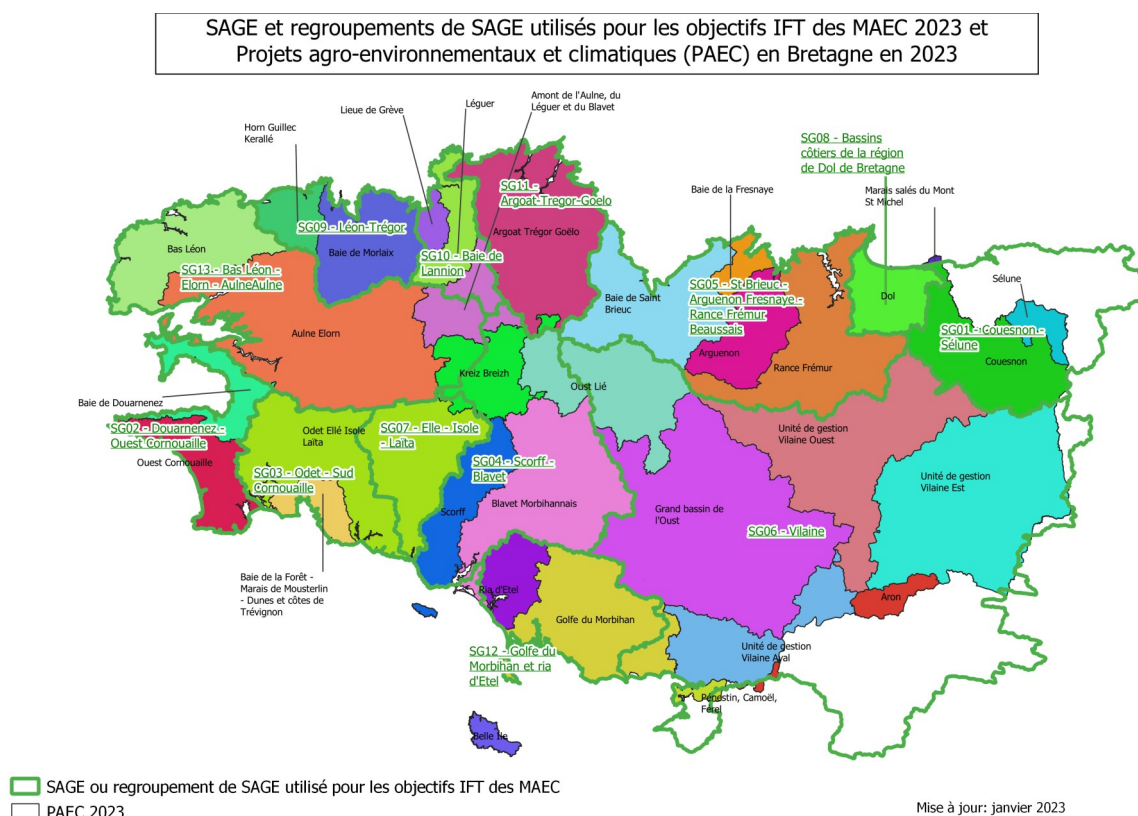 SAGE et regroupements de SAGE utilisés pour les objectifs IFT des MAEC 2023 et
Projets agro-environnementaux et climatiques (PAEC) en Bretagne en 2023
Amont de l'Aulne, du
Léguer et du Blavet
Léguer
Lieue de Grève
Horn Guillec
Kerallé
SG08 - Bassins
côtiers de la région
de Dol de Bretagne
SG11 -
Argoat-Tregor-Goelo
Baie de la Fresnaye
Marais salés du Mont
St Michel
SG09 - Léon-Trégor
Argoat Trégor Goëlo
Bas Léon
Baie de Morlaix
SG10 - Baie de
Lannion
Sélune
SG13 - Bas Léon -
Elorn - AulneAulne
Baie de Saint
Brieuc
SG05 - St Brieuc -
Arguenon Fresnaye -
Rance Frémur
Beaussais
Dol
Aulne Elorn
SG01 - Couesnon -
Sélune
Arguenon
Rance Frémur
Couesnon
Kreiz Breizh
Oust Lié
Baie de Douarnenez
SG02 - Douarnenez -
Ouest Cornouaille
Odet Ellé Isole
Laïta
SG07 - Elle - Isole
- Laïta
Unité de gestion
Vilaine Ouest
Ouest Cornouaille
SG03 - Odet - Sud
Cornouaille
SG04 - Scorff -
Blavet
Unité de gestion
Vilaine Est
Scorff
Blavet Morbihannais
Grand bassin de
l'Oust
SG06 - Vilaine
Baie de la Forêt -
Marais de Mousterlin
- Dunes et côtes de
Trévignon
Ria d'Etel
Aron
Golfe du Morbihan
SG12 - Golfe du
Morbihan et ria
d'Etel
Unité de gestion
Vilaine Aval
Pénestin, Camoël,
Férel
Belle Ile
SAGE ou regroupement de SAGE utilisé pour les objectifs IFT des MAEC
PAEC 2023
Mise à jour: janvier 2023